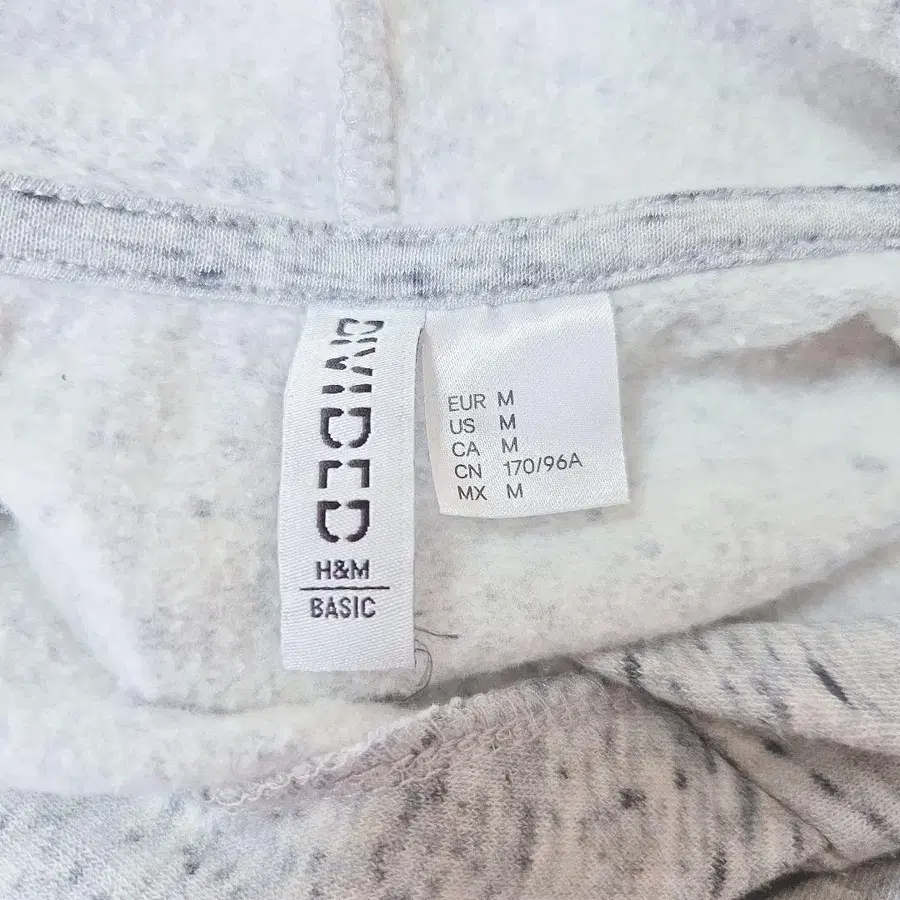 DIVIDED
H&M
BASIC
EUR M
US M
CA M
CN 170/96A
MX M